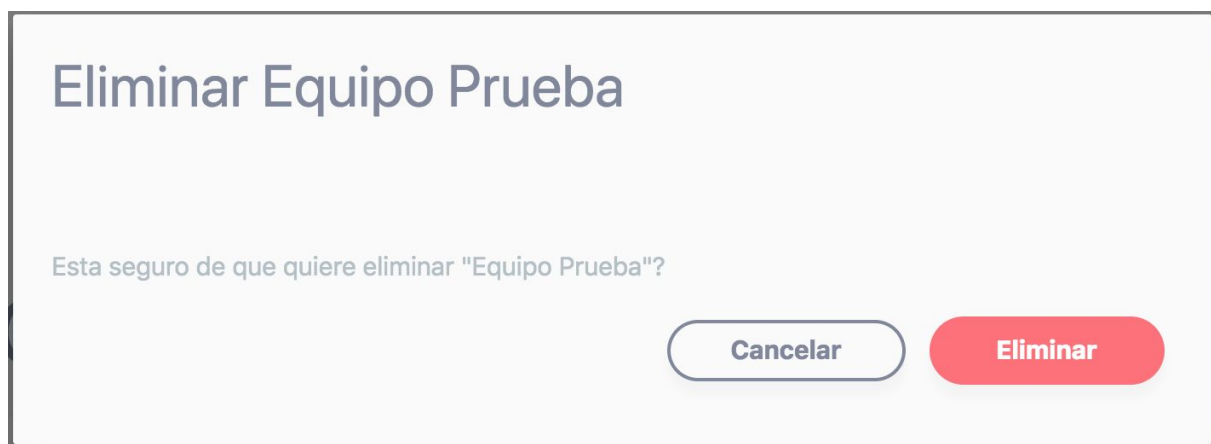 Eliminar Equipo Prueba
Esta seguro de que quiere eliminar "Equipo Prueba"?
Cancelar
Eliminar